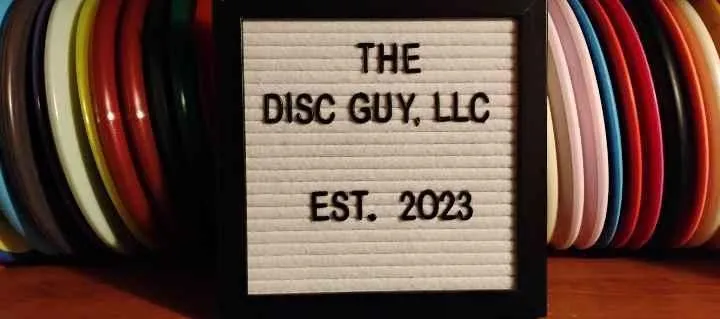 THE
DISC GUY, LLC
EST. 2023